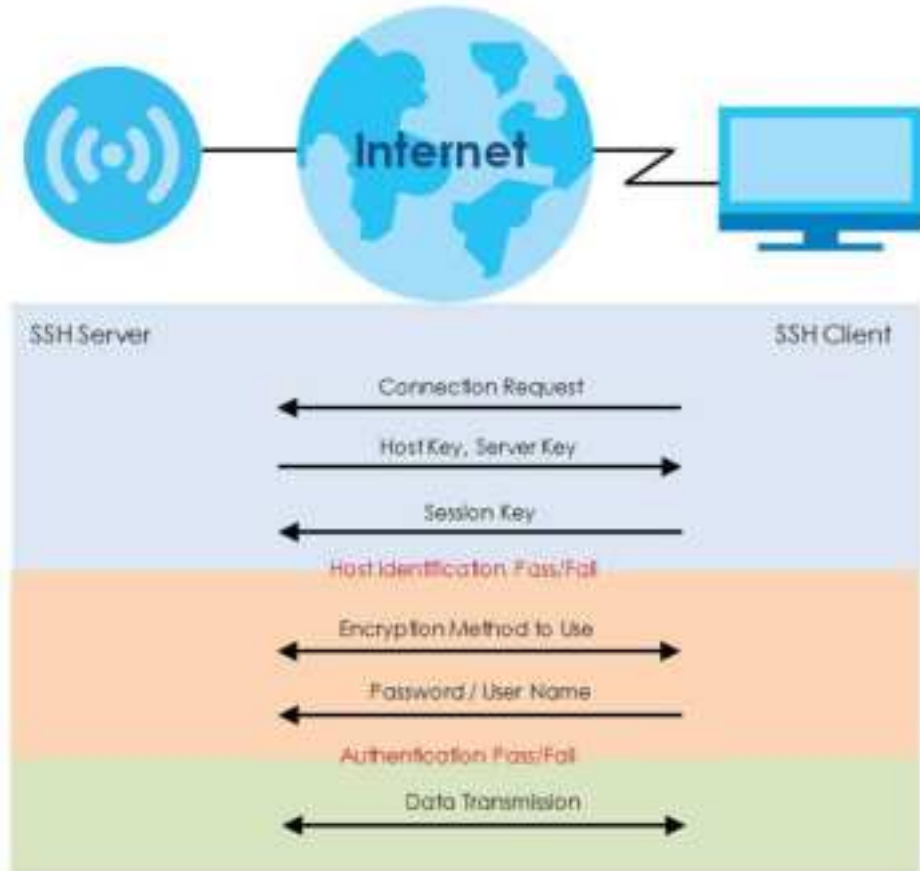 Internet
SSH Server
SSH Client
Connection Request
Host Key, Server Key
Session Key
Host Identification Pass/Fail
Encryption Method to Use
Password / User Name
Authentication Pass/Fail
Data Transmission